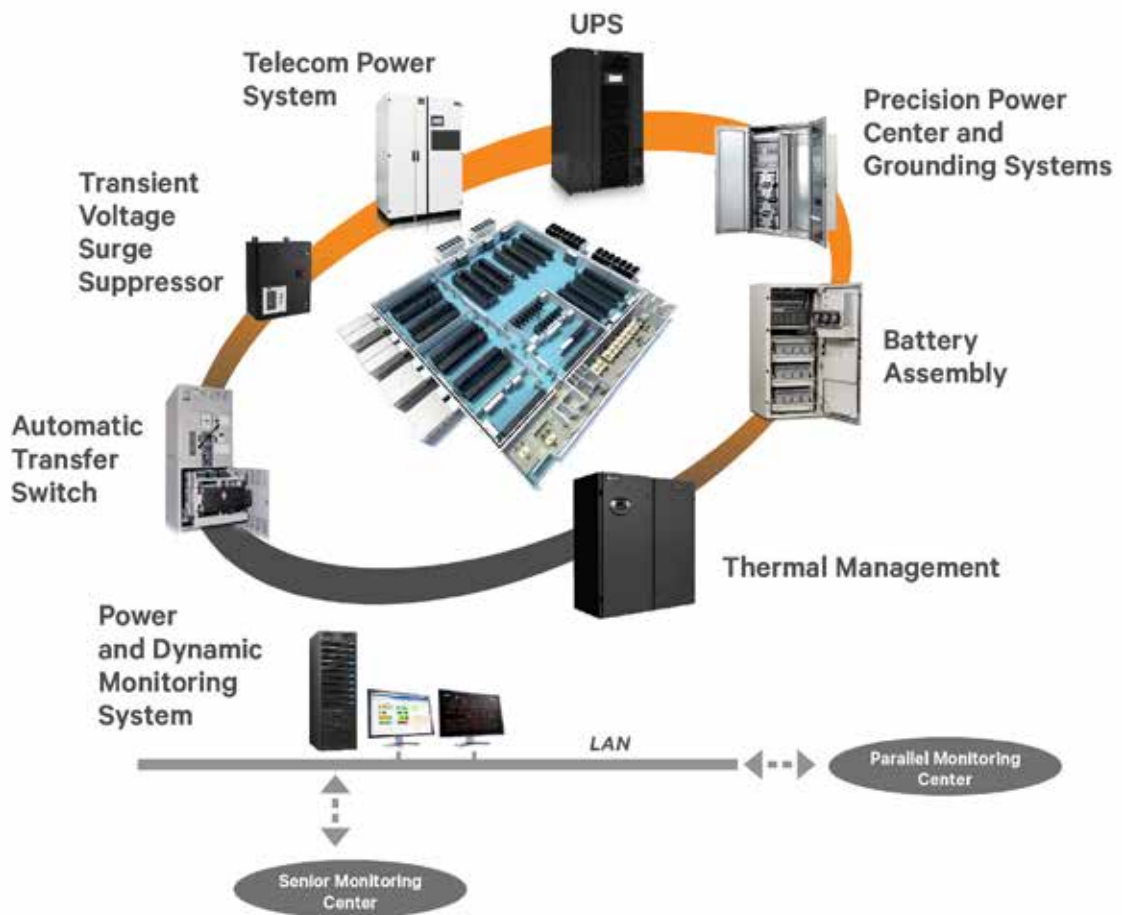 UPS
Telecom Power
System
Precision Power
Center and
Grounding Systems
Transient
Voltage
Surge
Suppressor
Battery
Assembly
Automatic
Transfer
Switch
Thermal Management
Power
and Dynamic
Monitoring
System
LAN
Parallel Monitoring
Center
Senior Monitoring
Center